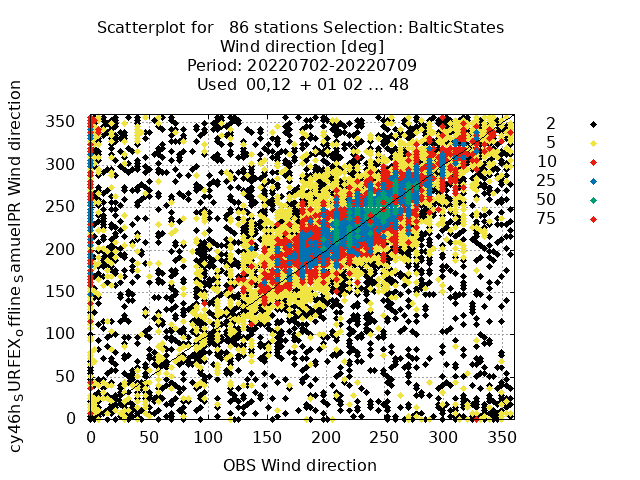 Scatterplot for 86 stations Selection: BalticStates
Wind direction [deg]
Period: 20220702-20220709
Used 00,12 + 01 02 ... 48
cy46h_SURFEX_offline_samuelPR Wind direction
350
300
250
200
150
100
50
0
0 50 100 150 200 250 300 350
OBS Wind direction
2
5
10
25
50
75